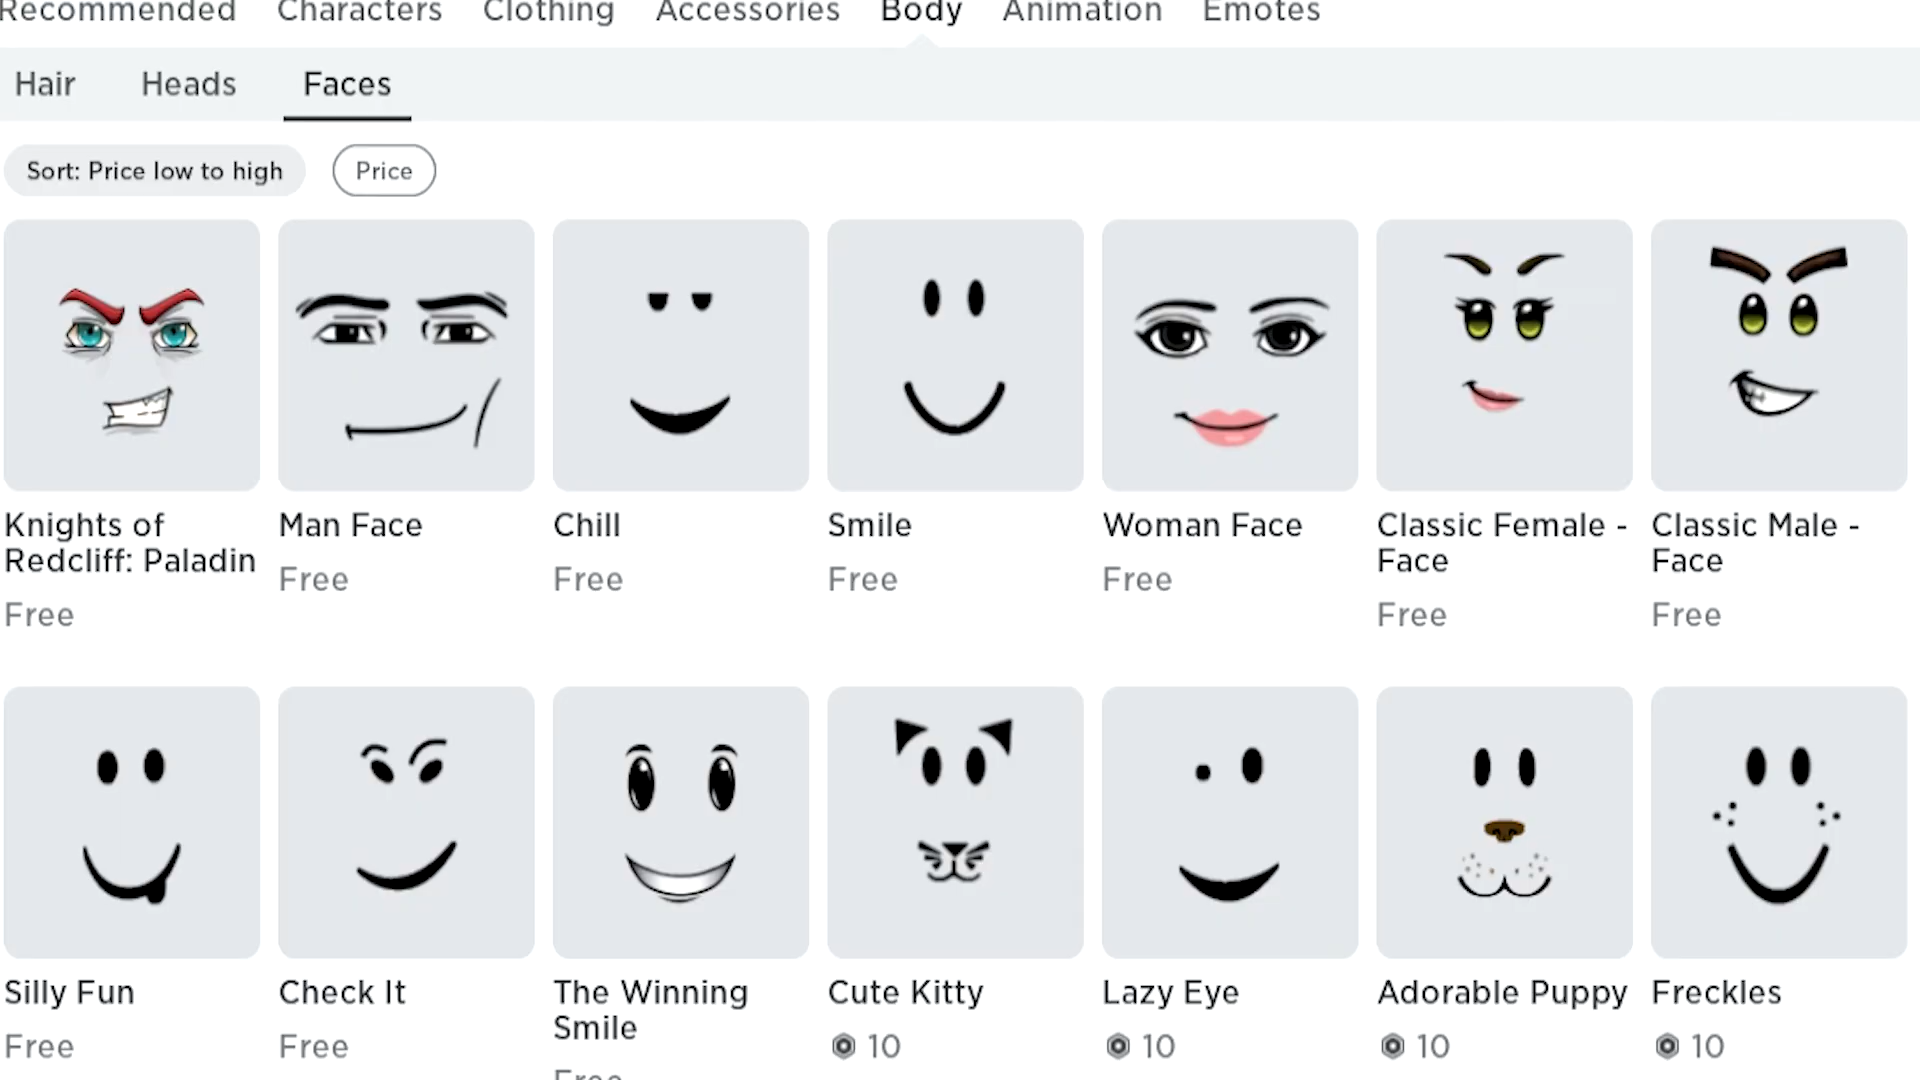 Recommended Characters Clothing Accessories Body Animation Emotes
Hair Heads Faces
Sort: Price low to high Price
Knights of Redcliff: Paladin
Free
Man Face
Free
Chill
Free
Smile
Free
Woman Face
Free
Classic Female - Face
Free
Classic Male - Face
Free
Silly Fun
Free
Check It
Free
The Winning Smile
Free
Cute Kitty
10
Lazy Eye
10
Adorable Puppy
10
Freckles
10